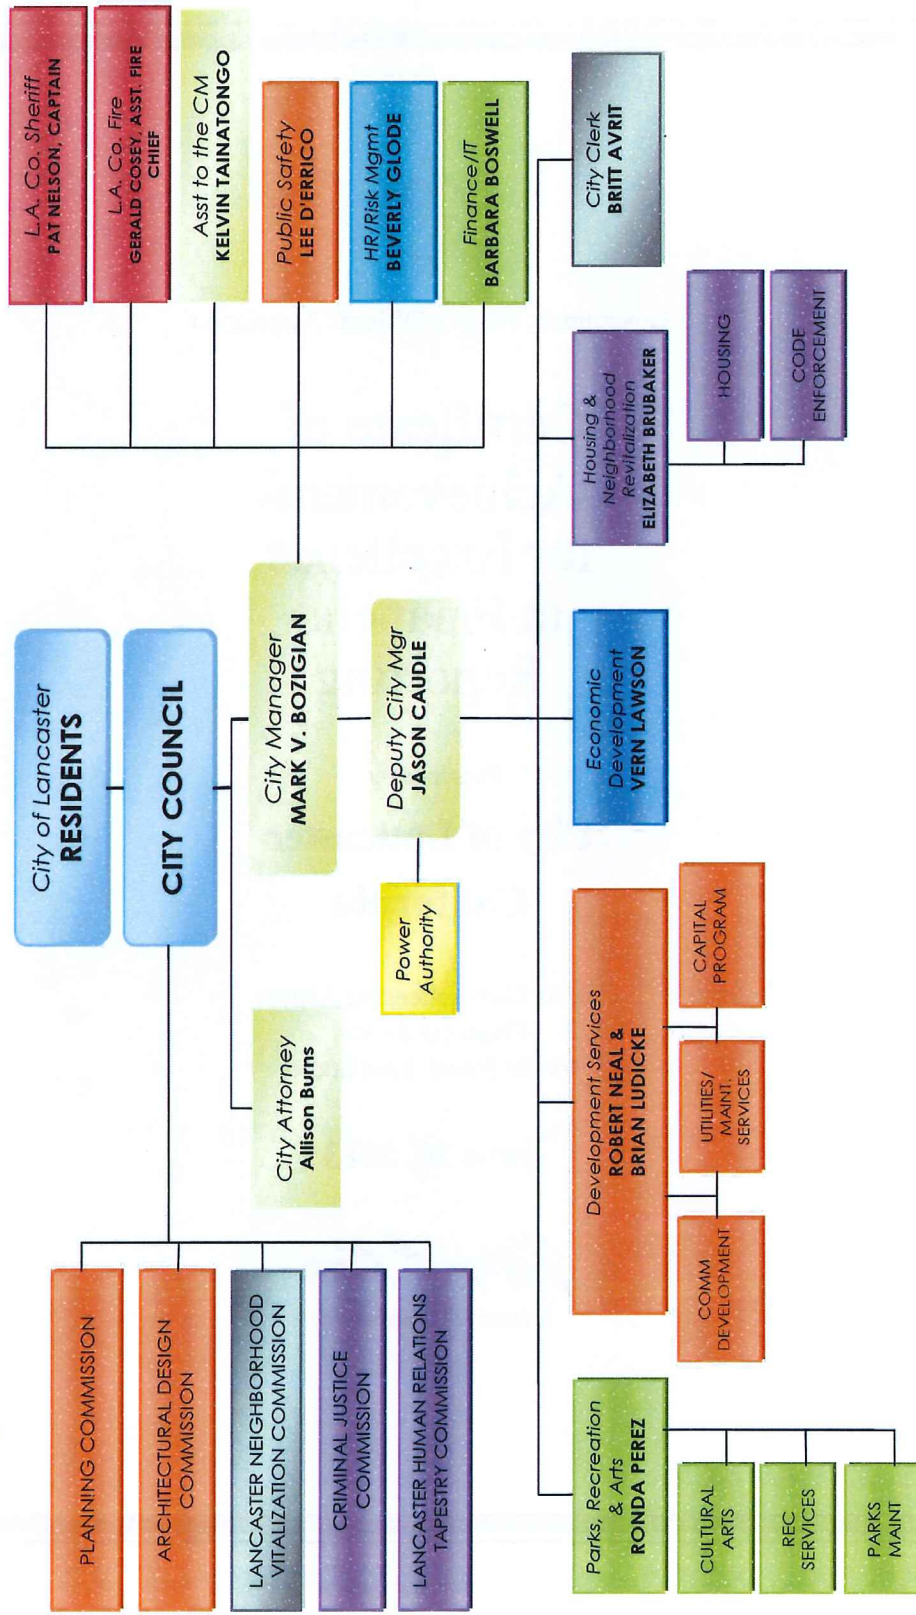 City of Lancaster
RESIDENTS
CITY COUNCIL
PLANNING COMMISSION
ARCHITECTURAL DESIGN
COMMISSION
LANCASTER NEIGHBORHOOD
VITALIZATION COMMISSION
CRIMINAL JUSTICE
COMMISSION
LANCASTER HUMAN RELATIONS
TAPESTRY COMMISSION
City Attorney
Allison Burns
City Manager
MARK V. BOZIGIAN
Power
Authority
Deputy City Mgr
JASON CAUDLE
L.A. Co. Sheriff
PAT NELSON, CAPTAIN
L.A. Co. Fire
GERALD COSEY, ASST. FIRE
CHIEF
Asst to the CM
KELVIN TAINATONGO
Public Safety
LEE D'ERRICO
HR/Risk Mgmt
BEVERLY GLODE
Finance/IT
BARBARA BOSWELL
Parks, Recreation
& Arts
RONDA PEREZ
CULTURAL
ARTS
REC
SERVICES
PARKS
MAINT
Development Services
ROBERT NEAL &
BRIAN LUDICKE
COMM
DEVELOPMENT
UTILITIES/
MAINT.
SERVICES
CAPITAL
PROGRAM
Economic
Development
VERN LAWSON
Housing &
Neighborhood
Revitalization
ELIZABETH BRUBAKER
HOUSING
CODE
ENFORCEMENT
City Clerk
BRITT AVRIT